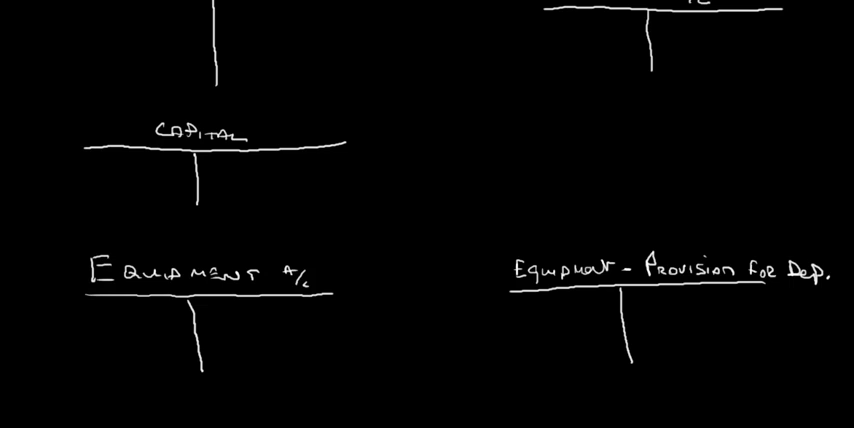 CAPITAL
EQUIPMENT A/C
EQUIPMENT - PROVISION FOR DEP.